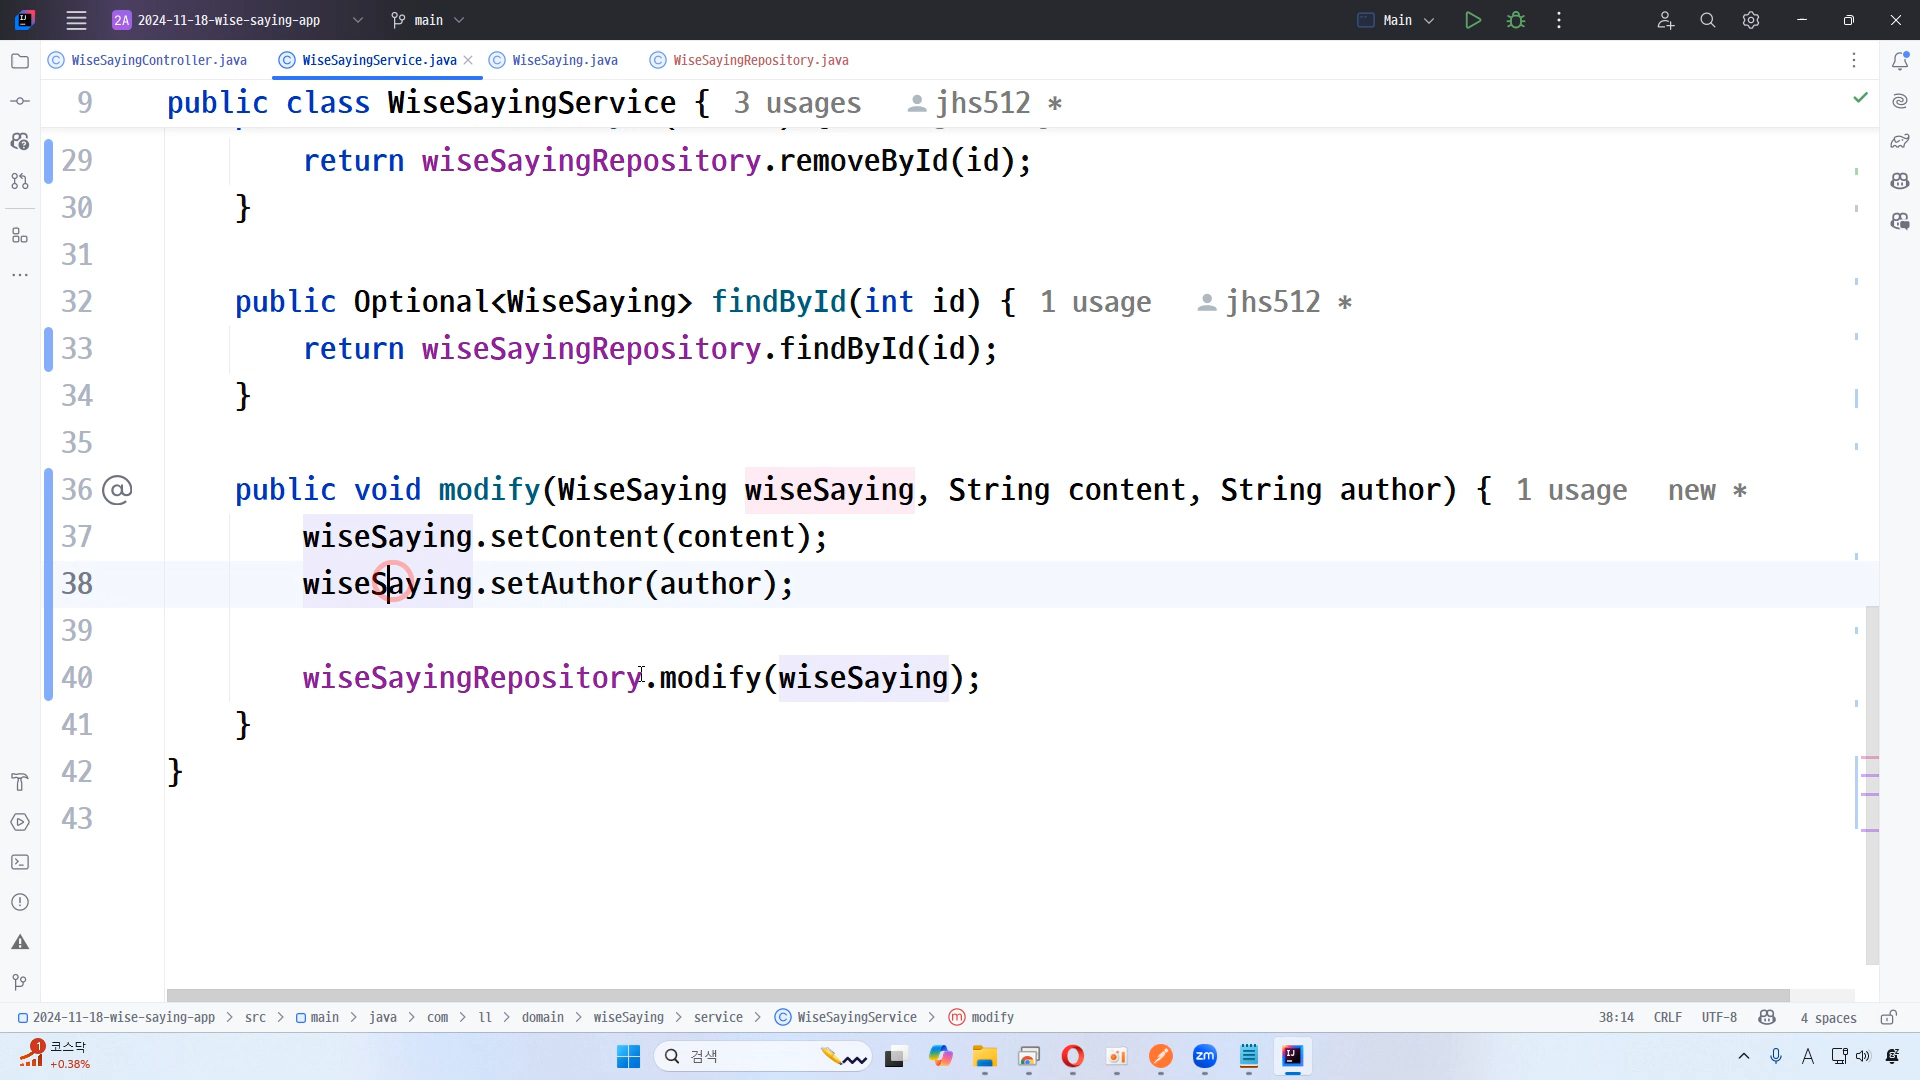 2A 2024-11-18-wise-saying-app main Main
WiseSayingController.java WiseSayingService.java WiseSaying.java WiseSayingRepository.java
9 public class WiseSayingService { 3 usages jhs512 *
29 return wiseSayingRepository.removeById(id);
30 }
31
32 public Optional<WiseSaying> findById(int id) { 1 usage jhs512 *
33 return wiseSayingRepository.findById(id);
34 }
35
36 @ public void modify(WiseSaying wiseSaying, String content, String author) { 1 usage new *
37 wiseSaying.setContent(content);
38 wiseSaying.setAuthor(author);
39
40 wiseSayingRepository.modify(wiseSaying);
41 }
42 }
43
2024-11-18-wise-saying-app > src > main > java > com > ll > domain > wiseSaying > service > WiseSayingService > modify 38:14 CRLF UTF-8 4 spaces
1 코스닥
+0.38%
검색
zm
A